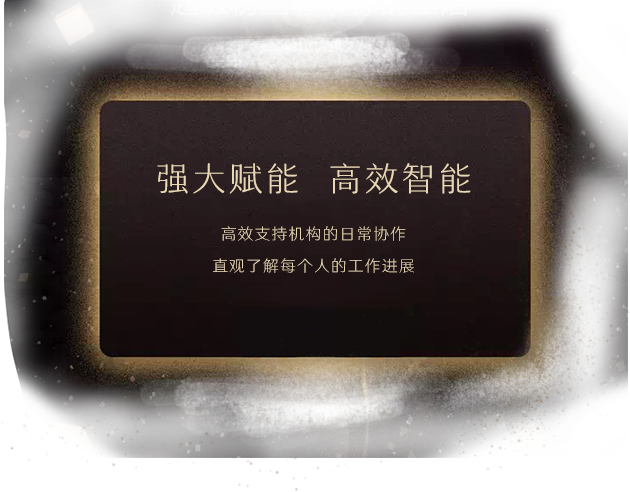 强大赋能 高效智能
高效支持机构的日常协作
直观了解每个人的工作进展